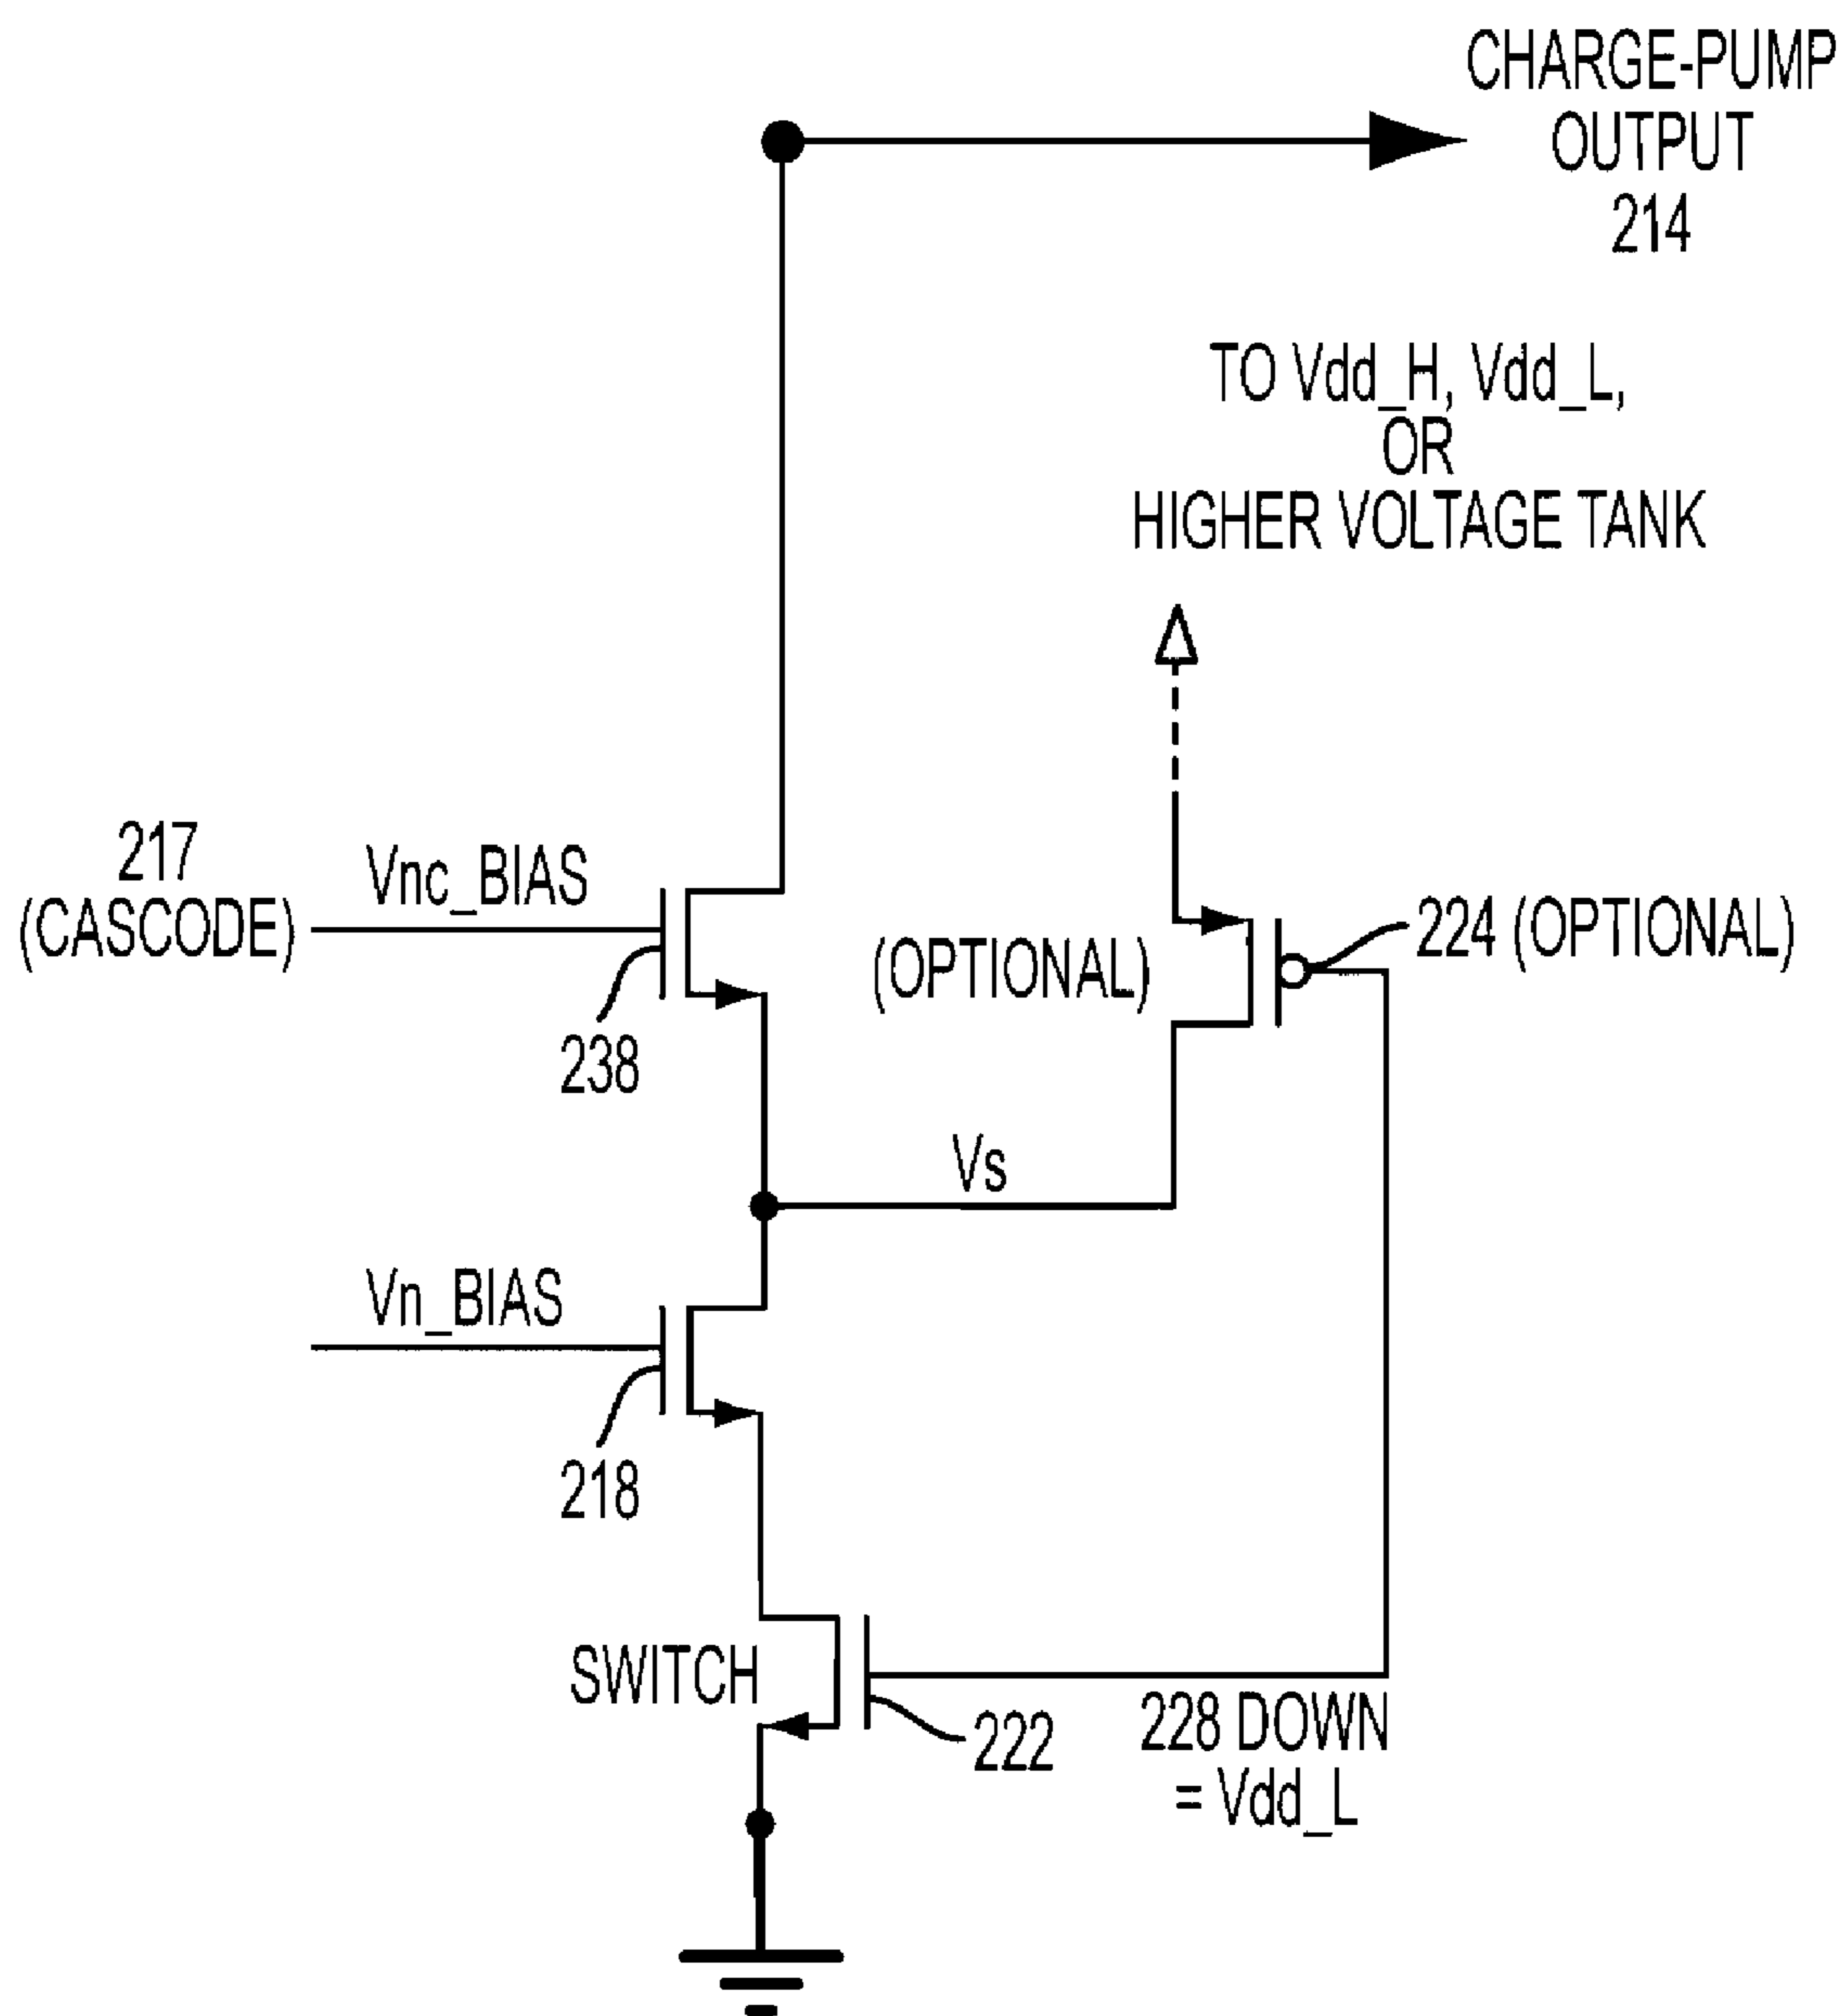 CHARGE-PUMP
OUTPUT
214
TO Vdd_H, Vdd_L,
OR
HIGHER VOLTAGE TANK
217
(CASCODE)
Vnc_BIAS
238
(OPTIONAL)
224 (OPTIONAL)
Vs
Vn_BIAS
218
SWITCH
222
228 DOWN
= Vdd_L